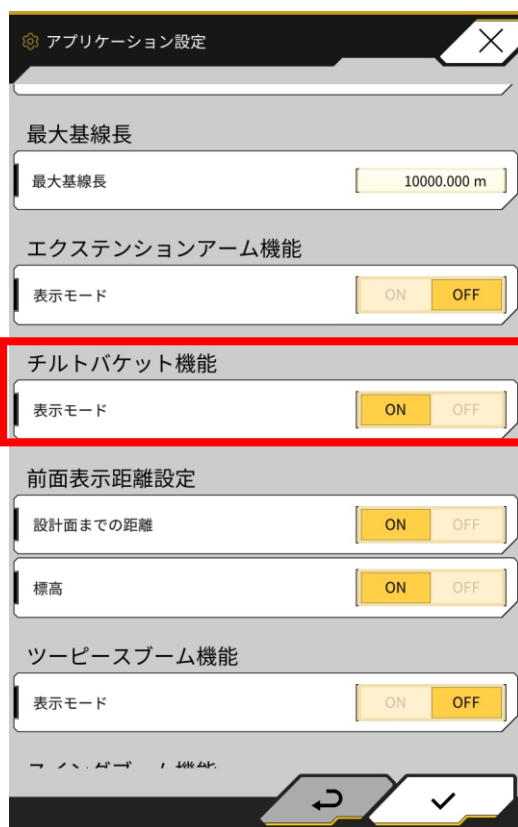 アプリケーション設定
最大基線長
最大基線長
10000.000 m
エクステンションアーム機能
表示モード
ON OFF
チルトバケット機能
表示モード
ON OFF
前面表示距離設定
設計面までの距離
ON OFF
標高
ON OFF
ツーピースブーム機能
表示モード
ON OFF